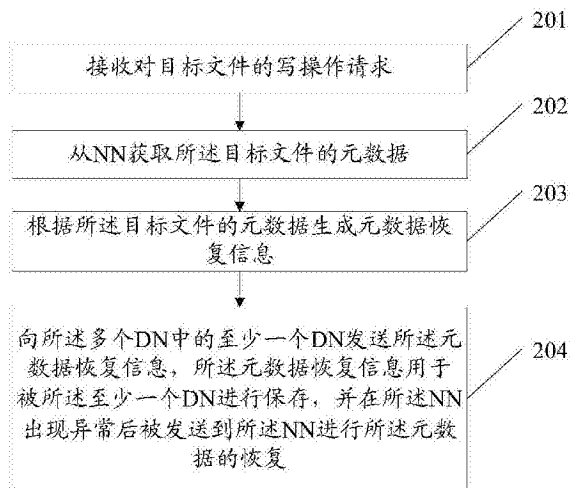 201
接收对目标文件的写操作请求
202
从NN获取所述目标文件的元数据
203
根据所述目标文件的元数据生成元数据恢
复信息
204
向所述多个DN中的至少一个DN发送所述元
数据恢复信息，所述元数据恢复信息用于
被所述至少一个DN进行保存，并在所述NN
出现异常后被发送到所述NN进行所述元数
据的恢复